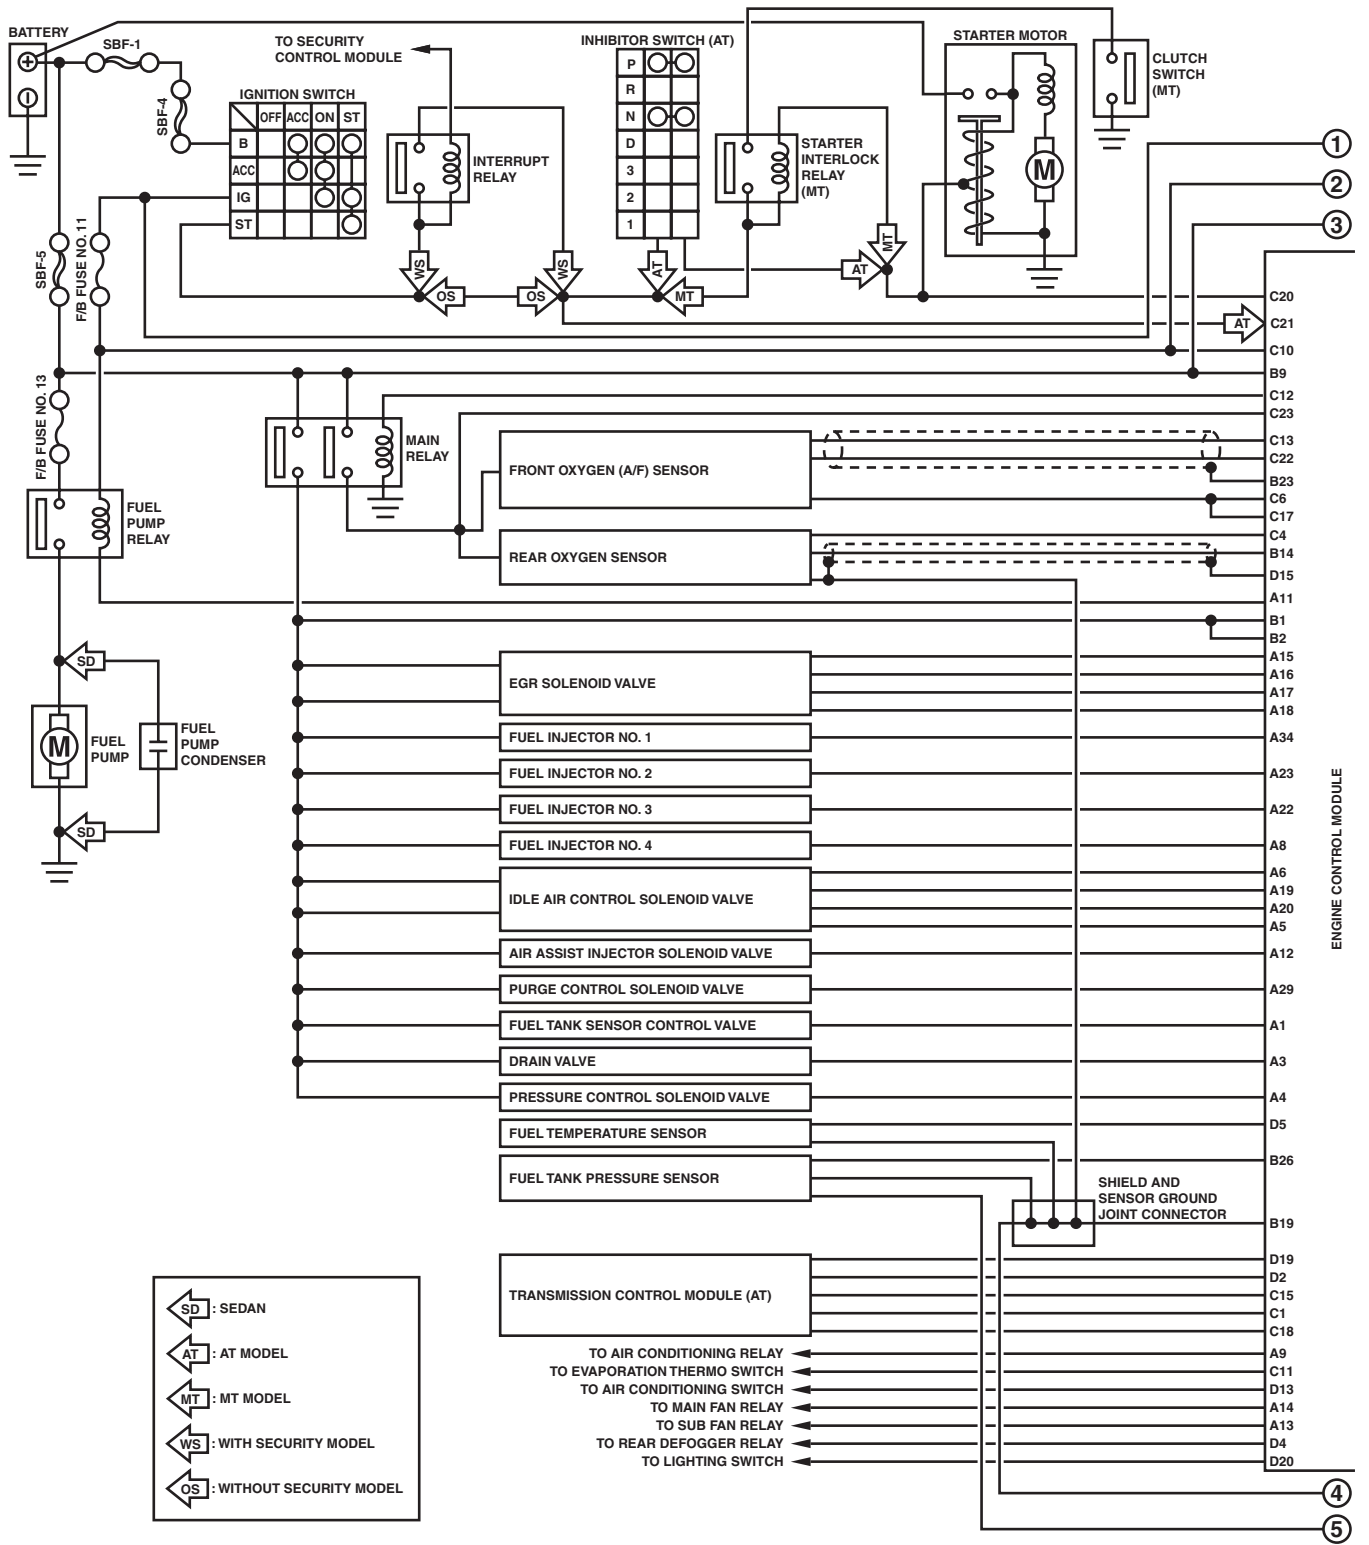 BATTERY
SBF-1
SBF-4
TO SECURITY
CONTROL MODULE
IGNITION SWITCH
OFF ACC ON ST
B
ACC
IG
ST
INTERRUPT
RELAY
INHIBITOR SWITCH (AT)
P
R
N
D
3
2
1
STARTER
INTERLOCK
RELAY
(MT)
STARTER MOTOR
M
CLUTCH
SWITCH
(MT)
1
2
3
SBF-5
F/B FUSE NO. 11
WS
OS
OS
WS
AT
MT
AT
MT
AT
C20
C21
C10
B9
C12
C23
C13
C22
B23
C6
C17
C4
B14
D15
A11
B1
B2
A15
A16
A17
A18
A34
A23
A22
A8
A6
A19
A20
A5
A12
A29
A1
A3
A4
D5
B26
B19
D19
D2
C15
C1
C18
A9
C11
D13
A14
A13
D4
D20
ENGINE CONTROL MODULE
F/B FUSE NO. 13
MAIN
RELAY
FUEL
PUMP
RELAY
FRONT OXYGEN (A/F) SENSOR
REAR OXYGEN SENSOR
SD
M
FUEL
PUMP
FUEL
PUMP
CONDENSER
SD
EGR SOLENOID VALVE
FUEL INJECTOR NO. 1
FUEL INJECTOR NO. 2
FUEL INJECTOR NO. 3
FUEL INJECTOR NO. 4
IDLE AIR CONTROL SOLENOID VALVE
AIR ASSIST INJECTOR SOLENOID VALVE
PURGE CONTROL SOLENOID VALVE
FUEL TANK SENSOR CONTROL VALVE
DRAIN VALVE
PRESSURE CONTROL SOLENOID VALVE
FUEL TEMPERATURE SENSOR
FUEL TANK PRESSURE SENSOR
SHIELD AND
SENSOR GROUND
JOINT CONNECTOR
TRANSMISSION CONTROL MODULE (AT)
TO AIR CONDITIONING RELAY
TO EVAPORATION THERMO SWITCH
TO AIR CONDITIONING SWITCH
TO MAIN FAN RELAY
TO SUB FAN RELAY
TO REAR DEFOGGER RELAY
TO LIGHTING SWITCH
SD : SEDAN
AT : AT MODEL
MT : MT MODEL
WS : WITH SECURITY MODEL
OS : WITHOUT SECURITY MODEL
4
5